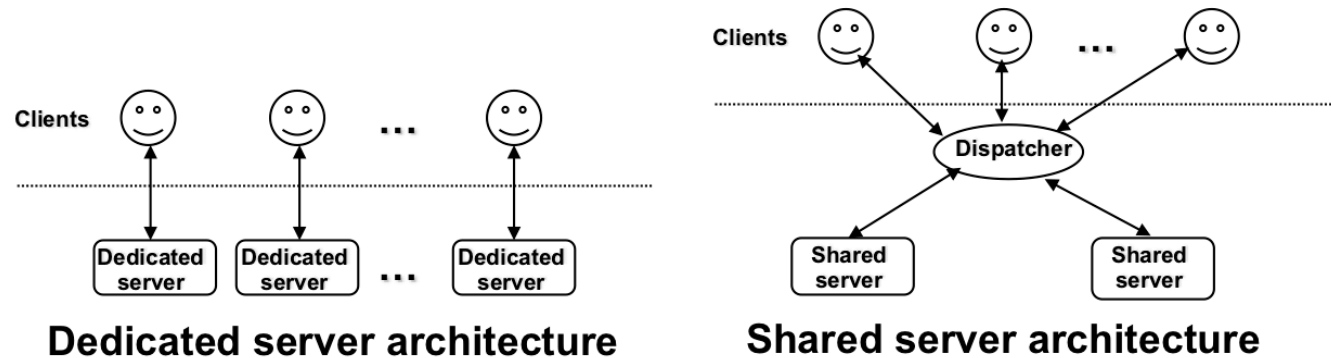 Clients
...
Dedicated server
Dedicated server
Dedicated server
...
Dedicated server architecture
Clients
...
Dispatcher
Shared server
Shared server
Shared server architecture